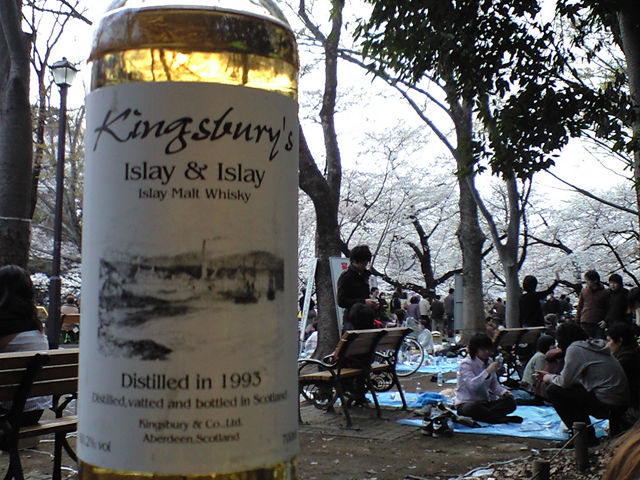 Kingsbury's
Islay & Islay
Islay Malt Whisky
Distilled in 1993
Distilled, vatted and bottled in Scotland
Kingsbury & Co., Ltd.
Aberdeen, Scotland
vol